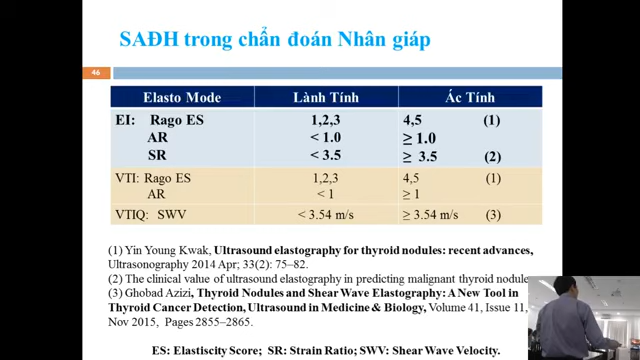 SAĐH trong chẩn đoán Nhân giáp
46
Elasto Mode Lành Tính Ác Tính
EI: Rago ES 1,2,3 4,5 (1)
AR < 1.0 ≥ 1.0
SR < 3.5 ≥ 3.5 (2)
VTI: Rago ES 1,2,3 4,5 (1)
AR < 1 ≥ 1
VTIQ: SWV < 3.54 m/s ≥ 3.54 m/s (3)
(1) Yin Young Kwak, Ultrasound elastography for thyroid nodules: recent advances,
Ultrasonography 2014 Apr; 33(2): 75–82.
(2) The clinical value of ultrasound elastography in predicting malignant thyroid nodule
(3) Ghobad Azizi, Thyroid Nodules and Shear Wave Elastography: A New Tool in
Thyroid Cancer Detection, Ultrasound in Medicine & Biology, Volume 41, Issue 11,
Nov 2015, Pages 2855–2865.
ES: Elastiscity Score; SR: Strain Ratio; SWV: Shear Wave Velocity.